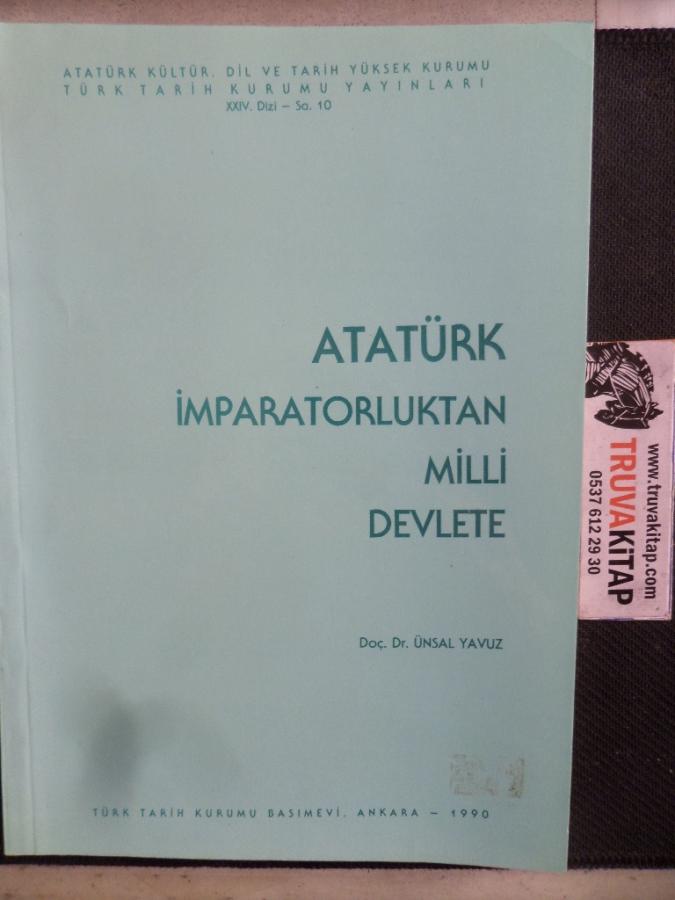 ATATÜRK KÜLTÜR, DİL VE TARİH YÜKSEK KURUMU
TÜRK TARİH KURUMU YAYINLARI
XXIV. Dizi – Sa. 10
ATATÜRK
İMPARATORLUKTAN
MİLLİ
DEVLETE
Doç. Dr. ÜNSAL YAVUZ
TÜRK TARİH KURUMU BASIMEVİ, ANKARA – 1990
www.truvakitap.com
TRUVAKİTAP
0537 612 29 30